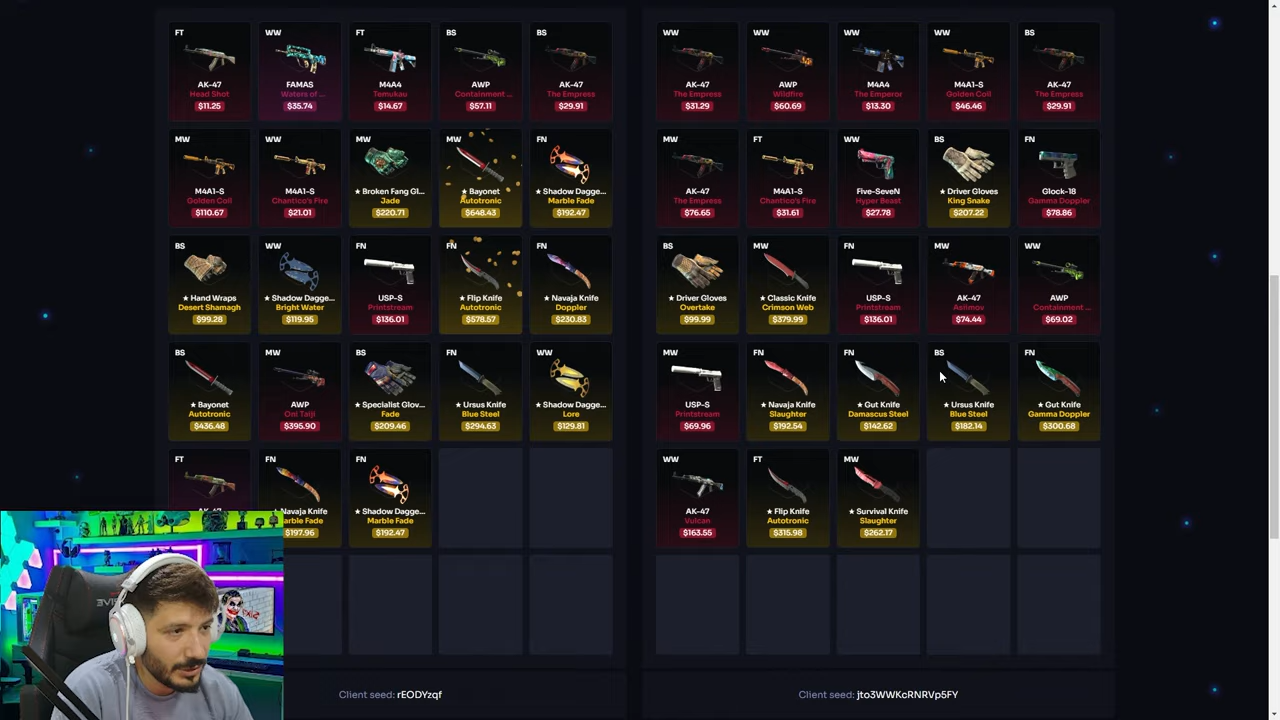 FT WW FT BS BS
AK-47 FAMAS M4A4 AWP AK-47
Head Shot Waters of ... Temukau Containment ... The Empress
$11.25 $35.74 $14.67 $57.11 $29.91
MW WW MW MW FN
M4A1-S M4A1-S ★ Broken Fang Gl... ★ Bayonet ★ Shadow Dagge...
Golden Coil Chantico's Fire Jade Autotronic Marble Fade
$110.67 $21.01 $220.71 $648.43 $192.47
BS WW FN FN FN
★ Hand Wraps ★ Shadow Dagge... USP-S ★ Flip Knife ★ Navaja Knife
Desert Shamagh Bright Water Printstream Autotronic Doppler
$99.28 $119.95 $136.01 $578.57 $230.83
BS MW BS FN WW
★ Bayonet AWP ★ Specialist Glov... ★ Ursus Knife ★ Shadow Dagge...
Autotronic Oni Taiji Fade Blue Steel Lore
$436.48 $395.90 $209.46 $294.63 $129.81
FT FN FN
Navaja Knife ★ Shadow Dagge...
Marble Fade Marble Fade
$197.96 $192.47
Client seed: rEODYzqf
WW WW WW WW BS
AK-47 AWP M4A4 M4A1-S AK-47
The Empress Wildfire The Emperor Golden Coil The Empress
$31.29 $60.69 $13.30 $46.46 $29.91
MW FT WW BS FN
AK-47 M4A1-S Five-SeveN ★ Driver Gloves Glock-18
The Empress Chantico's Fire Hyper Beast King Snake Gamma Doppler
$76.65 $31.61 $27.78 $207.22 $78.86
BS MW FN MW WW
★ Driver Gloves ★ Classic Knife USP-S AK-47 AWP
Overtake Crimson Web Printstream Asiimov Containment ...
$99.99 $379.99 $136.01 $74.44 $69.02
MW FN FN BS FN
USP-S ★ Navaja Knife ★ Gut Knife ★ Ursus Knife ★ Gut Knife
Printstream Slaughter Damascus Steel Blue Steel Gamma Doppler
$69.96 $192.54 $142.62 $182.14 $300.68
WW FT MW
AK-47 ★ Flip Knife ★ Survival Knife
Vulcan Autotronic Slaughter
$163.55 $315.98 $262.17
Client seed: jto3WWKcRNRVp5FY